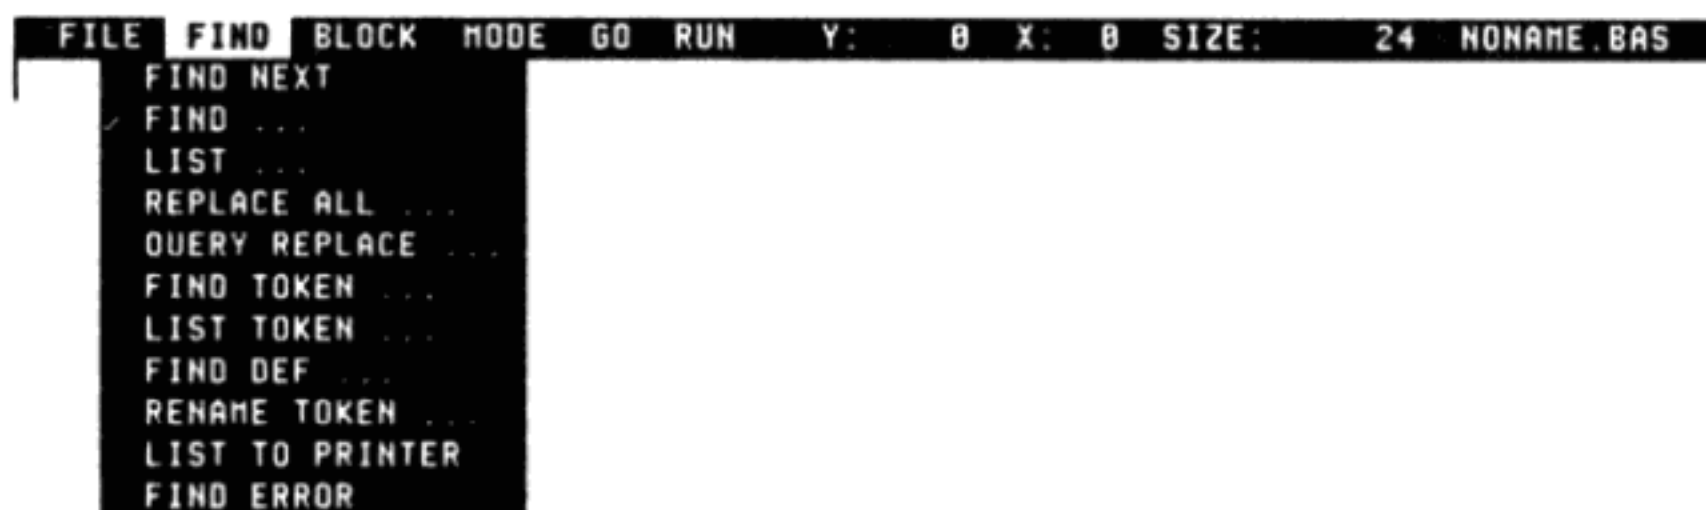 FILE FIND BLOCK MODE GO RUN Y: 0 X: 0 SIZE: 24 NONAME.BAS
FIND NEXT
✓ FIND ...
LIST ...
REPLACE ALL ...
QUERY REPLACE ...
FIND TOKEN ...
LIST TOKEN ...
FIND DEF ...
RENAME TOKEN ...
LIST TO PRINTER
FIND ERROR